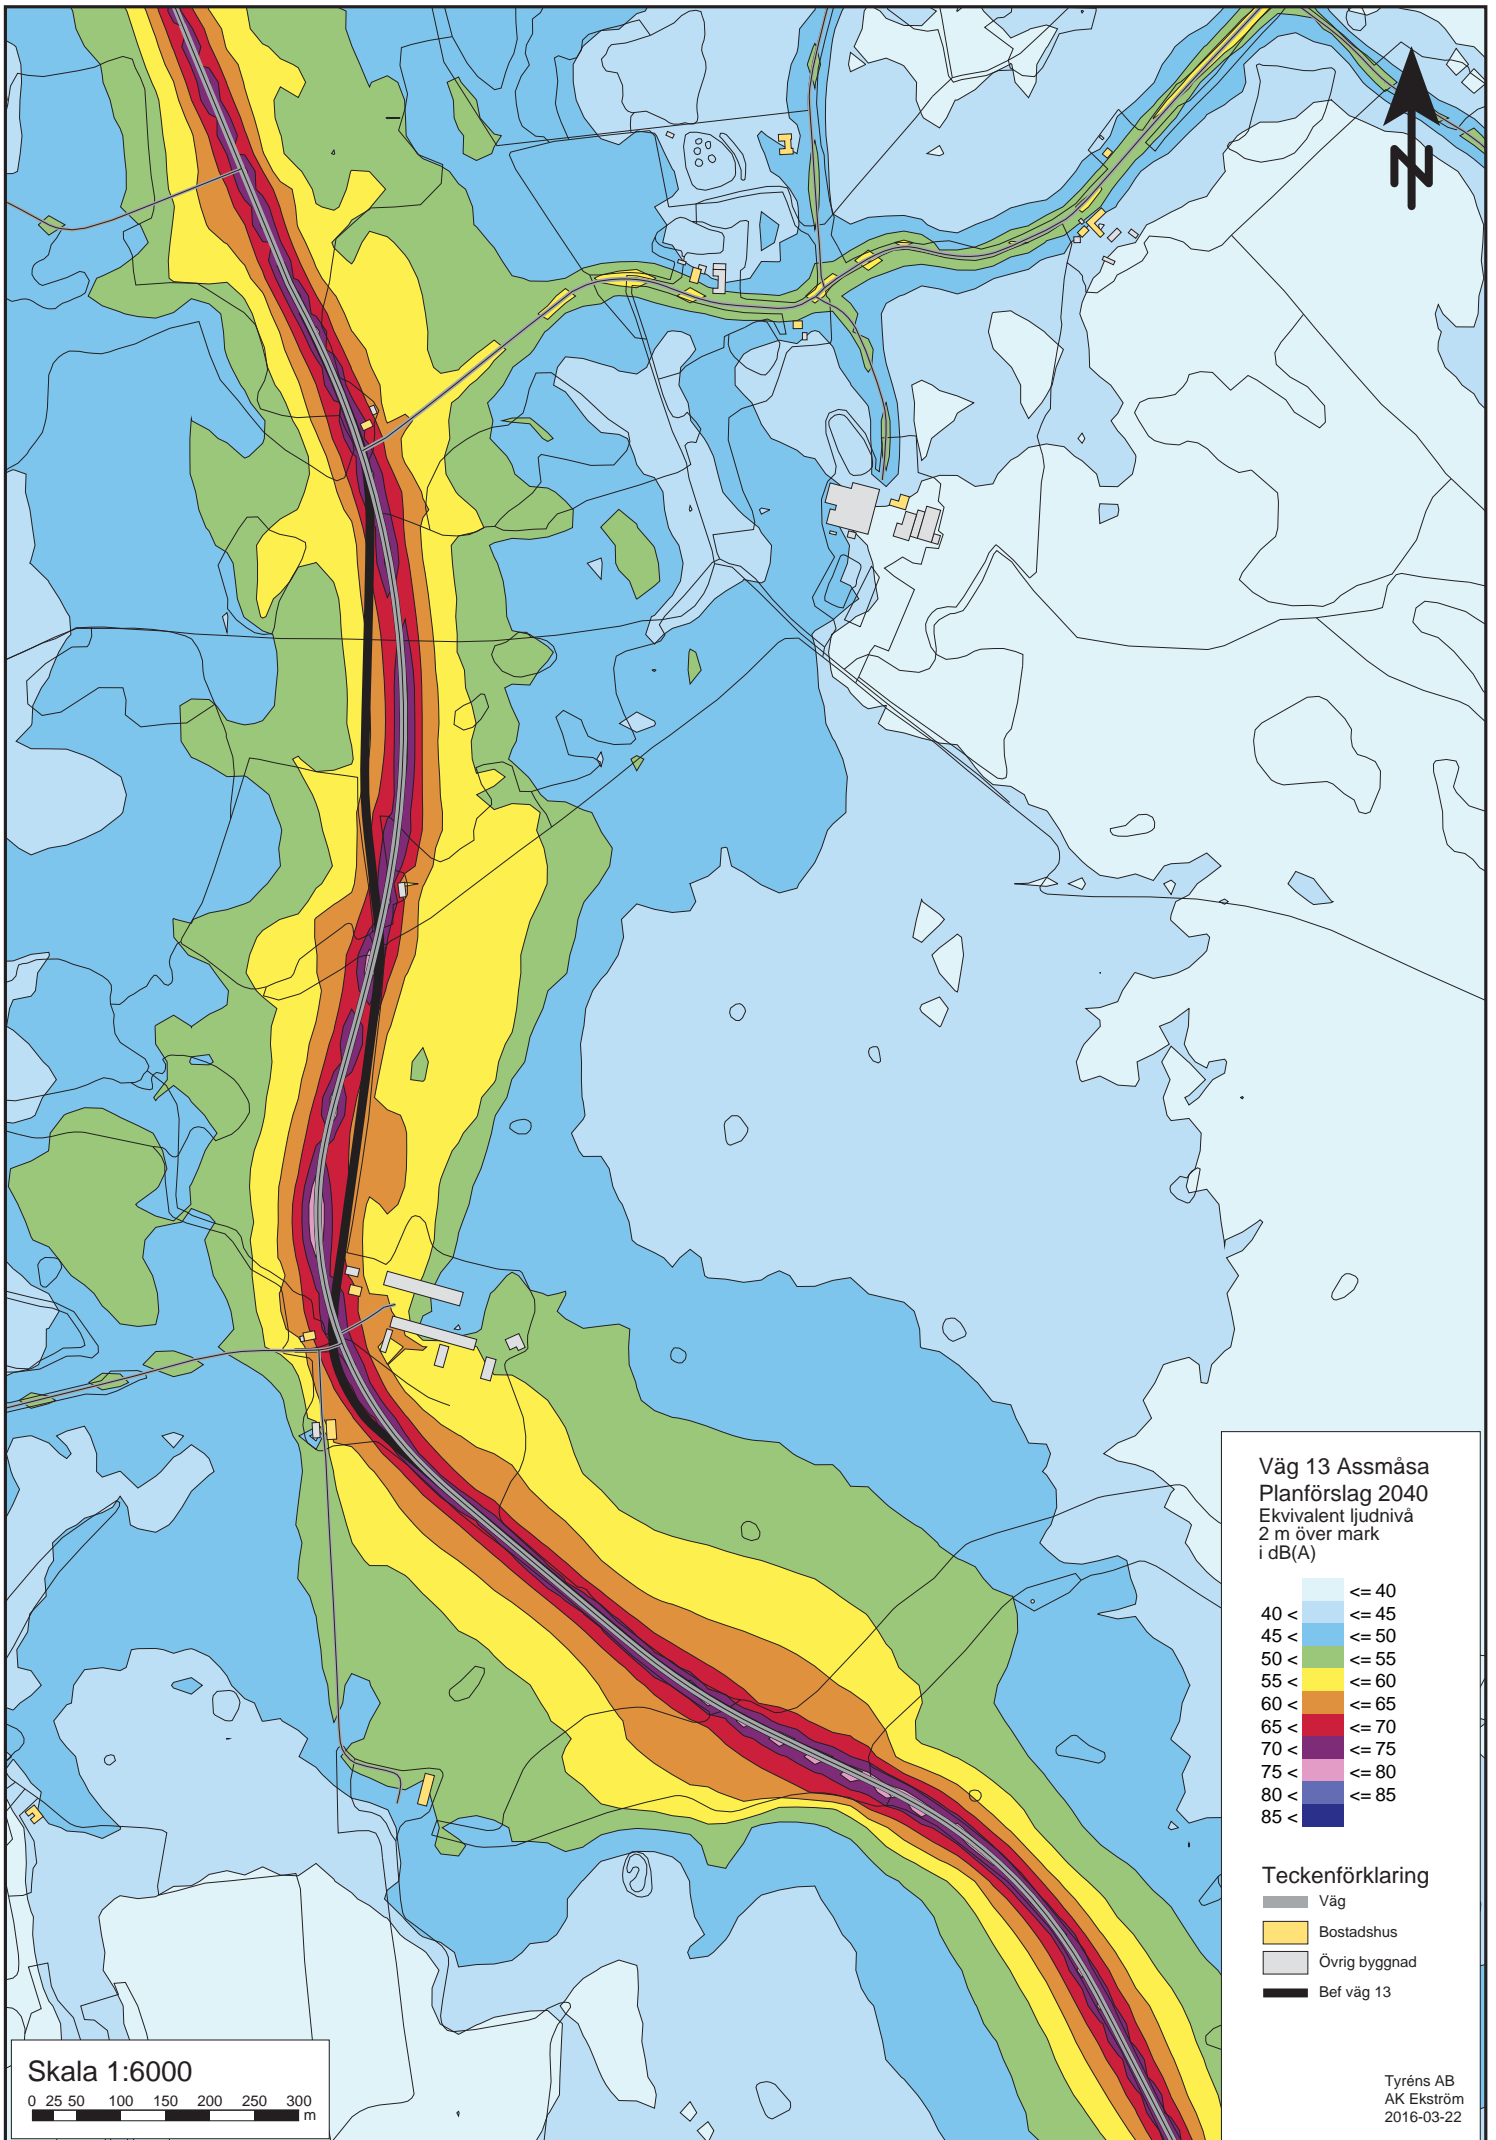 N
Väg 13 Assmåsa
Planförslag 2040
Ekvivalent ljudnivå
2 m över mark
i dB(A)
<= 40
40 < <= 45
45 < <= 50
50 < <= 55
55 < <= 60
60 < <= 65
65 < <= 70
70 < <= 75
75 < <= 80
80 < <= 85
85 <
Teckenförklaring
Väg
Bostadshus
Övrig byggnad
Bef väg 13
Tyréns AB
AK Ekström
2016-03-22
Skala 1:6000
0 25 50 100 150 200 250 300
m